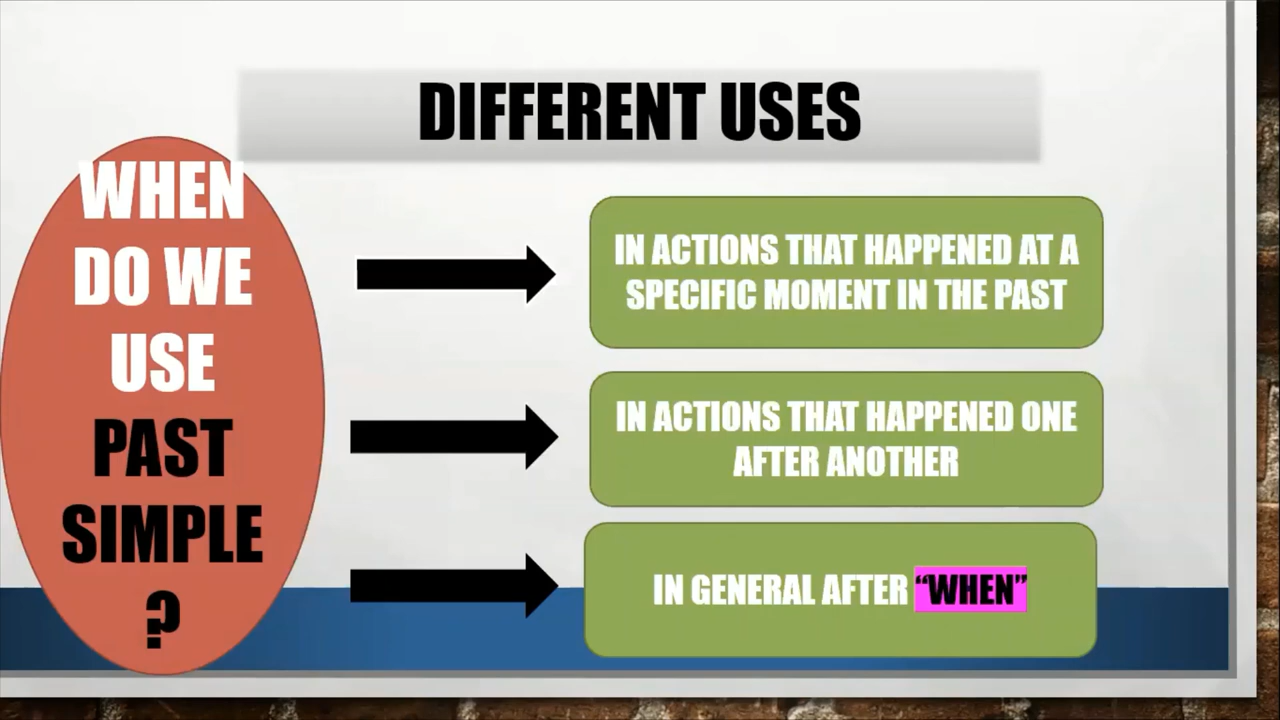 DIFFERENT USES
WHEN
DO WE
USE
PAST
SIMPLE
?
IN ACTIONS THAT HAPPENED AT A
SPECIFIC MOMENT IN THE PAST
IN ACTIONS THAT HAPPENED ONE
AFTER ANOTHER
IN GENERAL AFTER “WHEN”